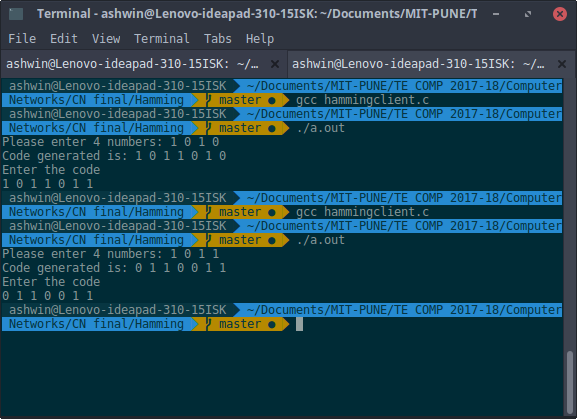 Terminal - ashwin@Lenovo-ideapad-310-15ISK: ~/Documents/MIT-PUNE/T
File Edit View Terminal Tabs Help
ashwin@Lenovo-ideapad-310-15ISK: ~/... ashwin@Lenovo-ideapad-310-15ISK: ~/...
ashwin@Lenovo-ideapad-310-15ISK ~/Documents/MIT-PUNE/TE COMP 2017-18/Computer
Networks/CN final/Hamming master ● gcc hammingclient.c
ashwin@Lenovo-ideapad-310-15ISK ~/Documents/MIT-PUNE/TE COMP 2017-18/Computer
Networks/CN final/Hamming master ● ./a.out
Please enter 4 numbers: 1 0 1 0
Code generated is: 1 0 1 1 0 1 0
Enter the code
1 0 1 1 0 1 1
ashwin@Lenovo-ideapad-310-15ISK ~/Documents/MIT-PUNE/TE COMP 2017-18/Computer
Networks/CN final/Hamming master ● gcc hammingclient.c
ashwin@Lenovo-ideapad-310-15ISK ~/Documents/MIT-PUNE/TE COMP 2017-18/Computer
Networks/CN final/Hamming master ● ./a.out
Please enter 4 numbers: 1 0 1 1
Code generated is: 0 1 1 0 0 1 1
Enter the code
0 1 1 0 0 1 1
ashwin@Lenovo-ideapad-310-15ISK ~/Documents/MIT-PUNE/TE COMP 2017-18/Computer
Networks/CN final/Hamming master ●